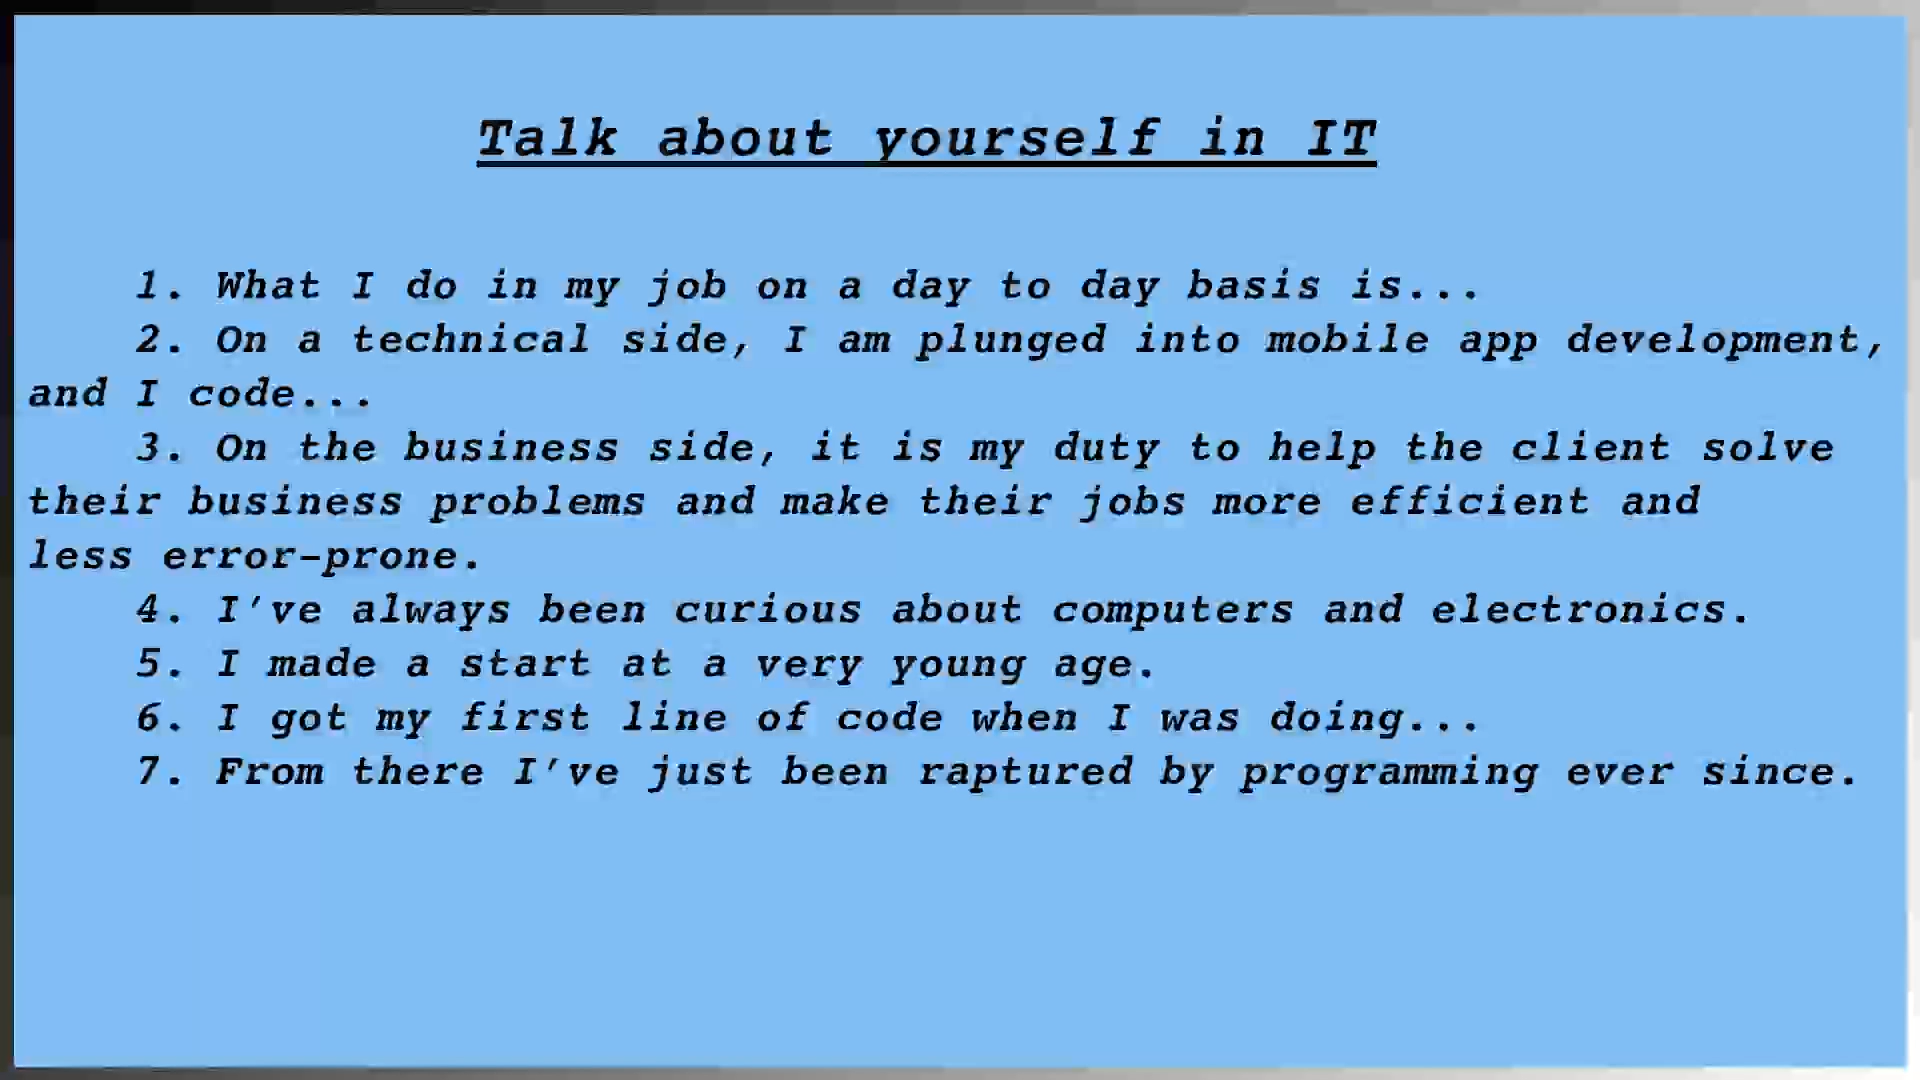 Talk about yourself in IT
1. What I do in my job on a day to day basis is...
2. On a technical side, I am plunged into mobile app development,
and I code...
3. On the business side, it is my duty to help the client solve
their business problems and make their jobs more efficient and
less error-prone.
4. I've always been curious about computers and electronics.
5. I made a start at a very young age.
6. I got my first line of code when I was doing...
7. From there I've just been raptured by programming ever since.